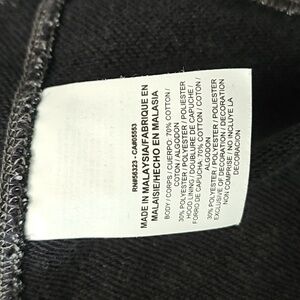 RN#56323 - CA#05553
MADE IN MALAYSIA/FABRIQUE EN
MALAISIE/HECHO EN MALASIA
BODY / CORPS / CUERPO 70% COTTON /
COTON / ALGODON
30% POLYESTER / POLYESTER / POLIESTER
HOOD LINING / DOUBLURE DE CAPUCHE /
FORRO DE CAPUCHA 70% COTTON / COTON /
ALGODON
30% POLYESTER / POLYESTER / POLIESTER
EXCLUSIVE OF DECORATION / DECORATION
NON COMPRISE / NO INCLUYE LA
DECORACION